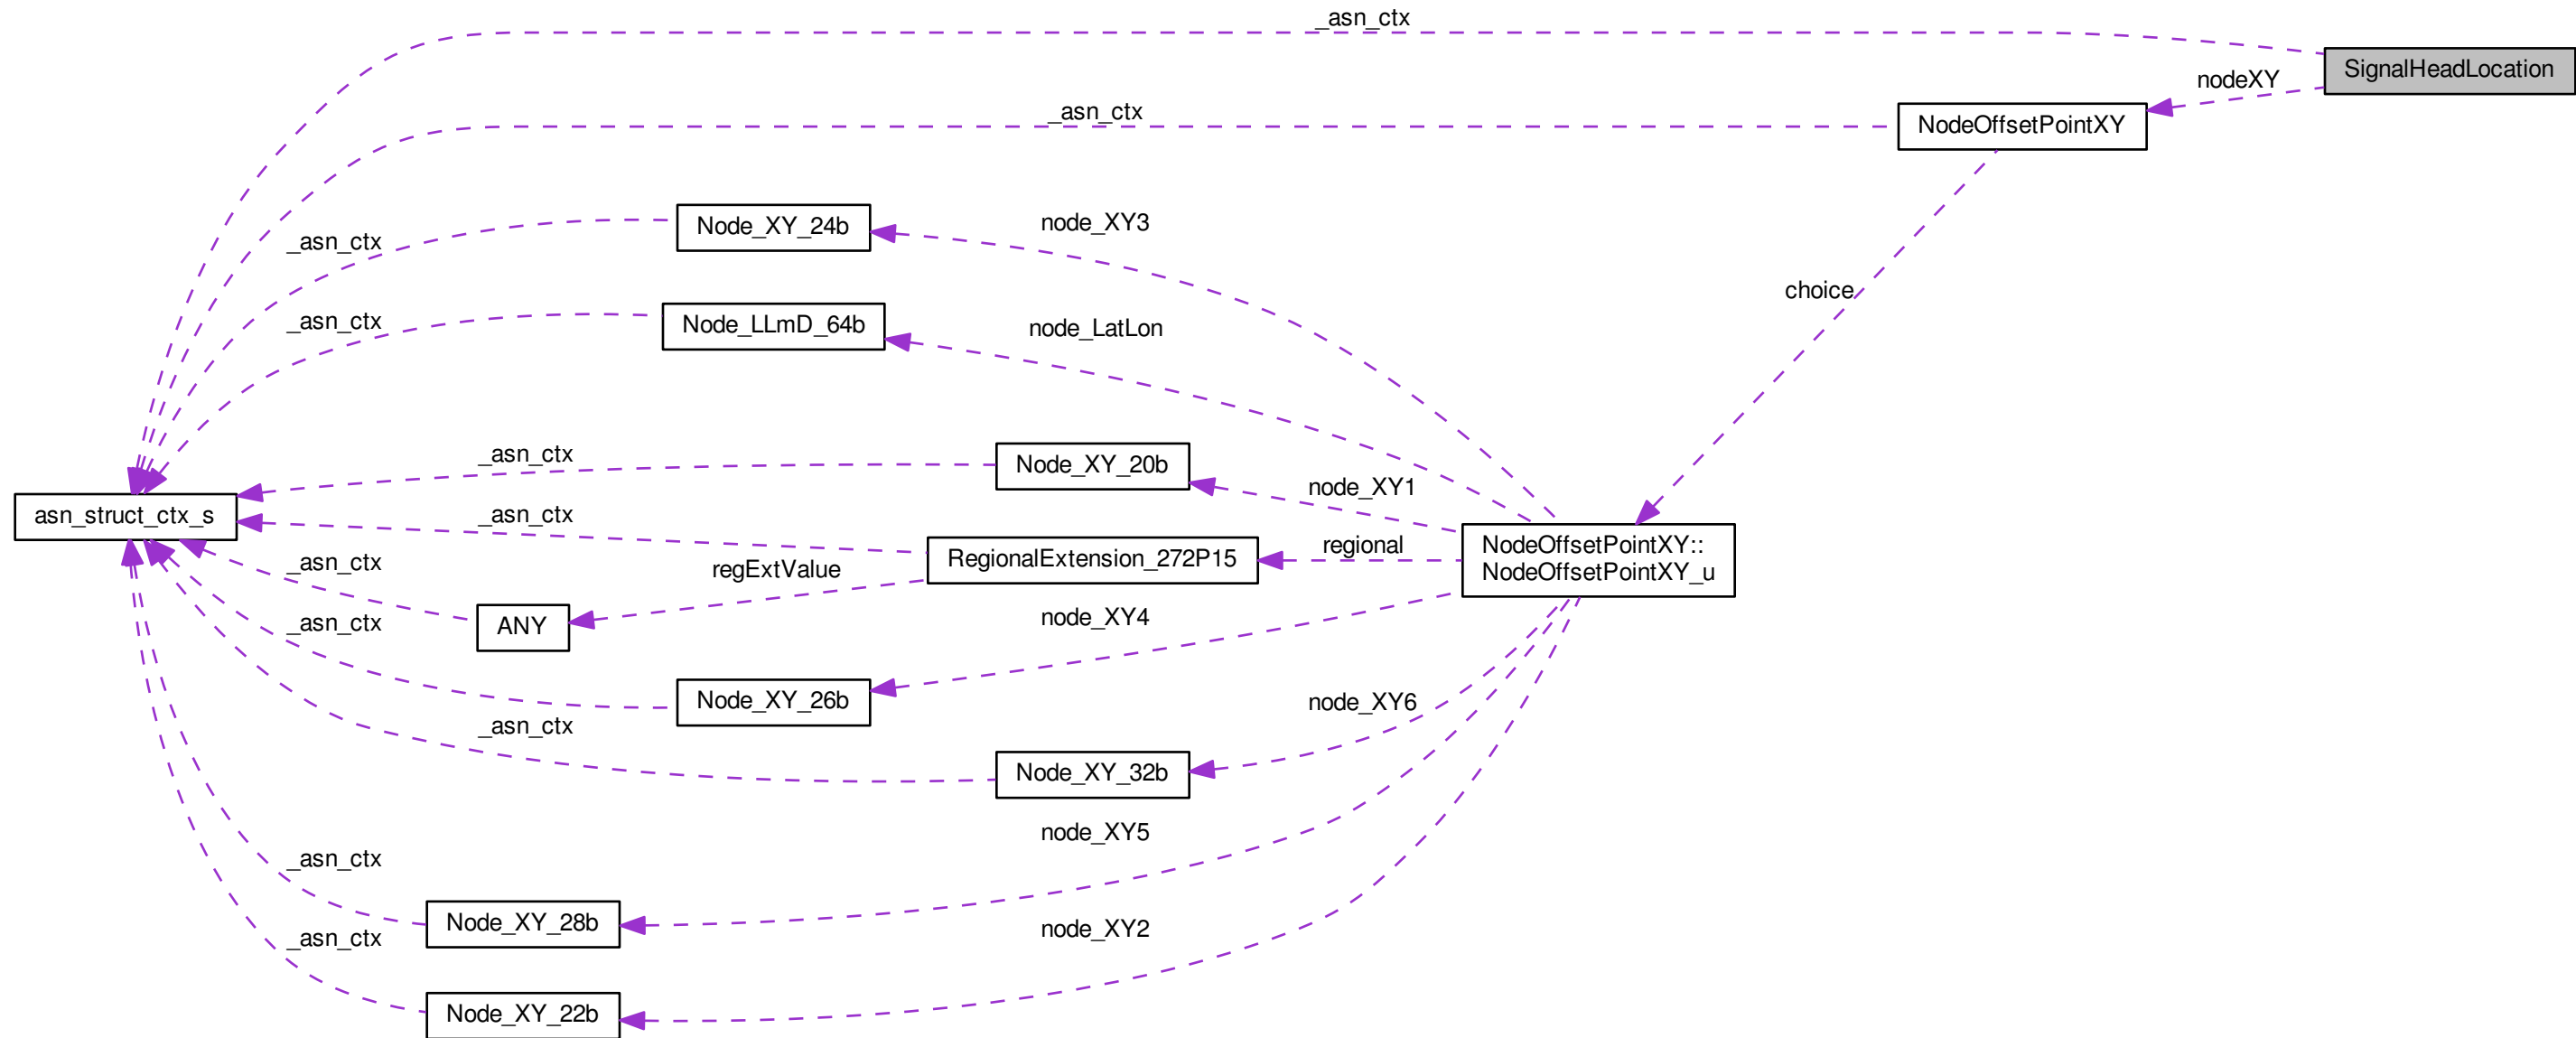 _asn_ctx
SignalHeadLocation
nodeXY
_asn_ctx
NodeOffsetPointXY
Node_XY_24b
node_XY3
_asn_ctx
choice
Node_LLmD_64b
node_LatLon
_asn_ctx
_asn_ctx
Node_XY_20b
node_XY1
asn_struct_ctx_s
_asn_ctx
RegionalExtension_272P15
regional
NodeOffsetPointXY::
NodeOffsetPointXY_u
_asn_ctx
regExtValue
ANY
_asn_ctx
node_XY4
Node_XY_26b
node_XY6
_asn_ctx
Node_XY_32b
node_XY5
_asn_ctx
Node_XY_28b
_asn_ctx
node_XY2
Node_XY_22b